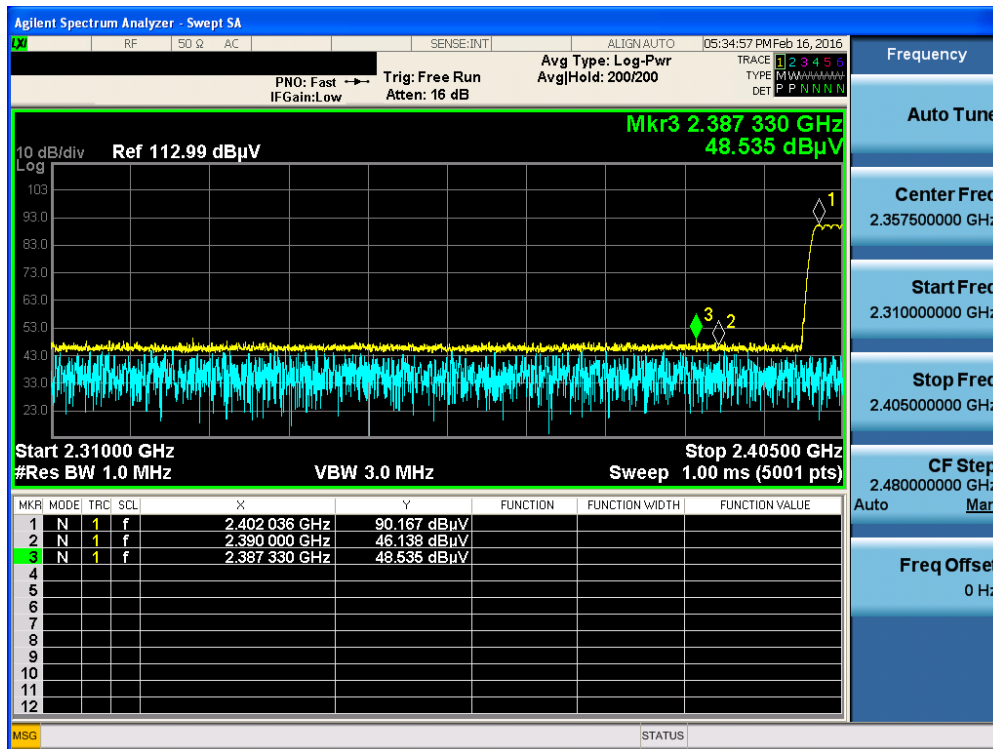 Agilent Spectrum Analyzer - Swept SA
LXI RF 50 Ω AC SENSE:INT ALIGN AUTO 05:34:57 PM Feb 16, 2016
PNO: Fast
IFGain:Low
Trig: Free Run
Atten: 16 dB
Avg Type: Log-Pwr
Avg|Hold: 200/200
TRACE 1 2 3 4 5 6
TYPE M W
DET P P N N N N
Mkr3 2.387 330 GHz
48.535 dBµV
10 dB/div Ref 112.99 dBµV
Log
103
93.0
83.0
73.0
63.0
53.0
43.0
33.0
23.0
1
3
2
Start 2.31000 GHz Stop 2.40500 GHz
#Res BW 1.0 MHz VBW 3.0 MHz Sweep 1.00 ms (5001 pts)
MKR MODE TRC SCL X Y FUNCTION FUNCTION WIDTH FUNCTION VALUE
1 N 1 f 2.402 036 GHz 90.167 dBµV
2 N 1 f 2.390 000 GHz 46.138 dBµV
3 N 1 f 2.387 330 GHz 48.535 dBµV
4
5
6
7
8
9
10
11
12
MSG STATUS
Frequency
Auto Tune
Center Freq
2.357500000 GHz
Start Freq
2.310000000 GHz
Stop Freq
2.405000000 GHz
CF Step
2.480000000 GHz
Auto Man
Freq Offset
0 Hz